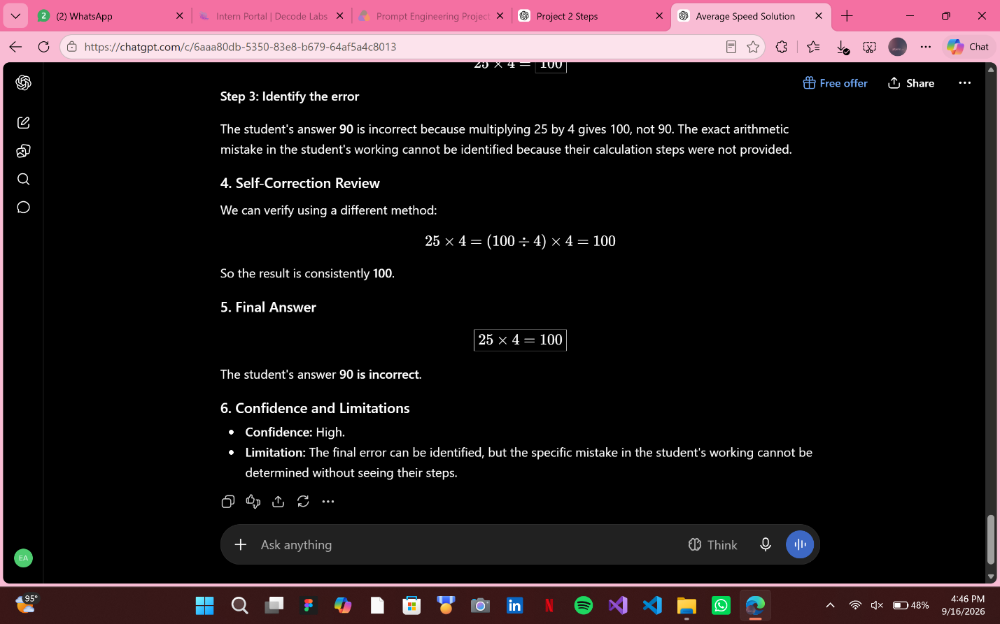 2 (2) WhatsApp
Intern Portal | Decode Labs
Prompt Engineering Project
Project 2 Steps
Average Speed Solution
https://chatgpt.com/c/6aaa80db-5350-83e8-b679-64af5a4c8013
Chat
25 × 4 = 100
Free offer
Share
Step 3: Identify the error
The student's answer 90 is incorrect because multiplying 25 by 4 gives 100, not 90. The exact arithmetic
mistake in the student's working cannot be identified because their calculation steps were not provided.
4. Self-Correction Review
We can verify using a different method:
25 × 4 = (100 ÷ 4) × 4 = 100
So the result is consistently 100.
5. Final Answer
25 × 4 = 100
The student's answer 90 is incorrect.
6. Confidence and Limitations
• Confidence: High.
• Limitation: The final error can be identified, but the specific mistake in the student's working cannot be
determined without seeing their steps.
Ask anything
Think
EA
95°
in
N
48%
4:46 PM
9/16/2026